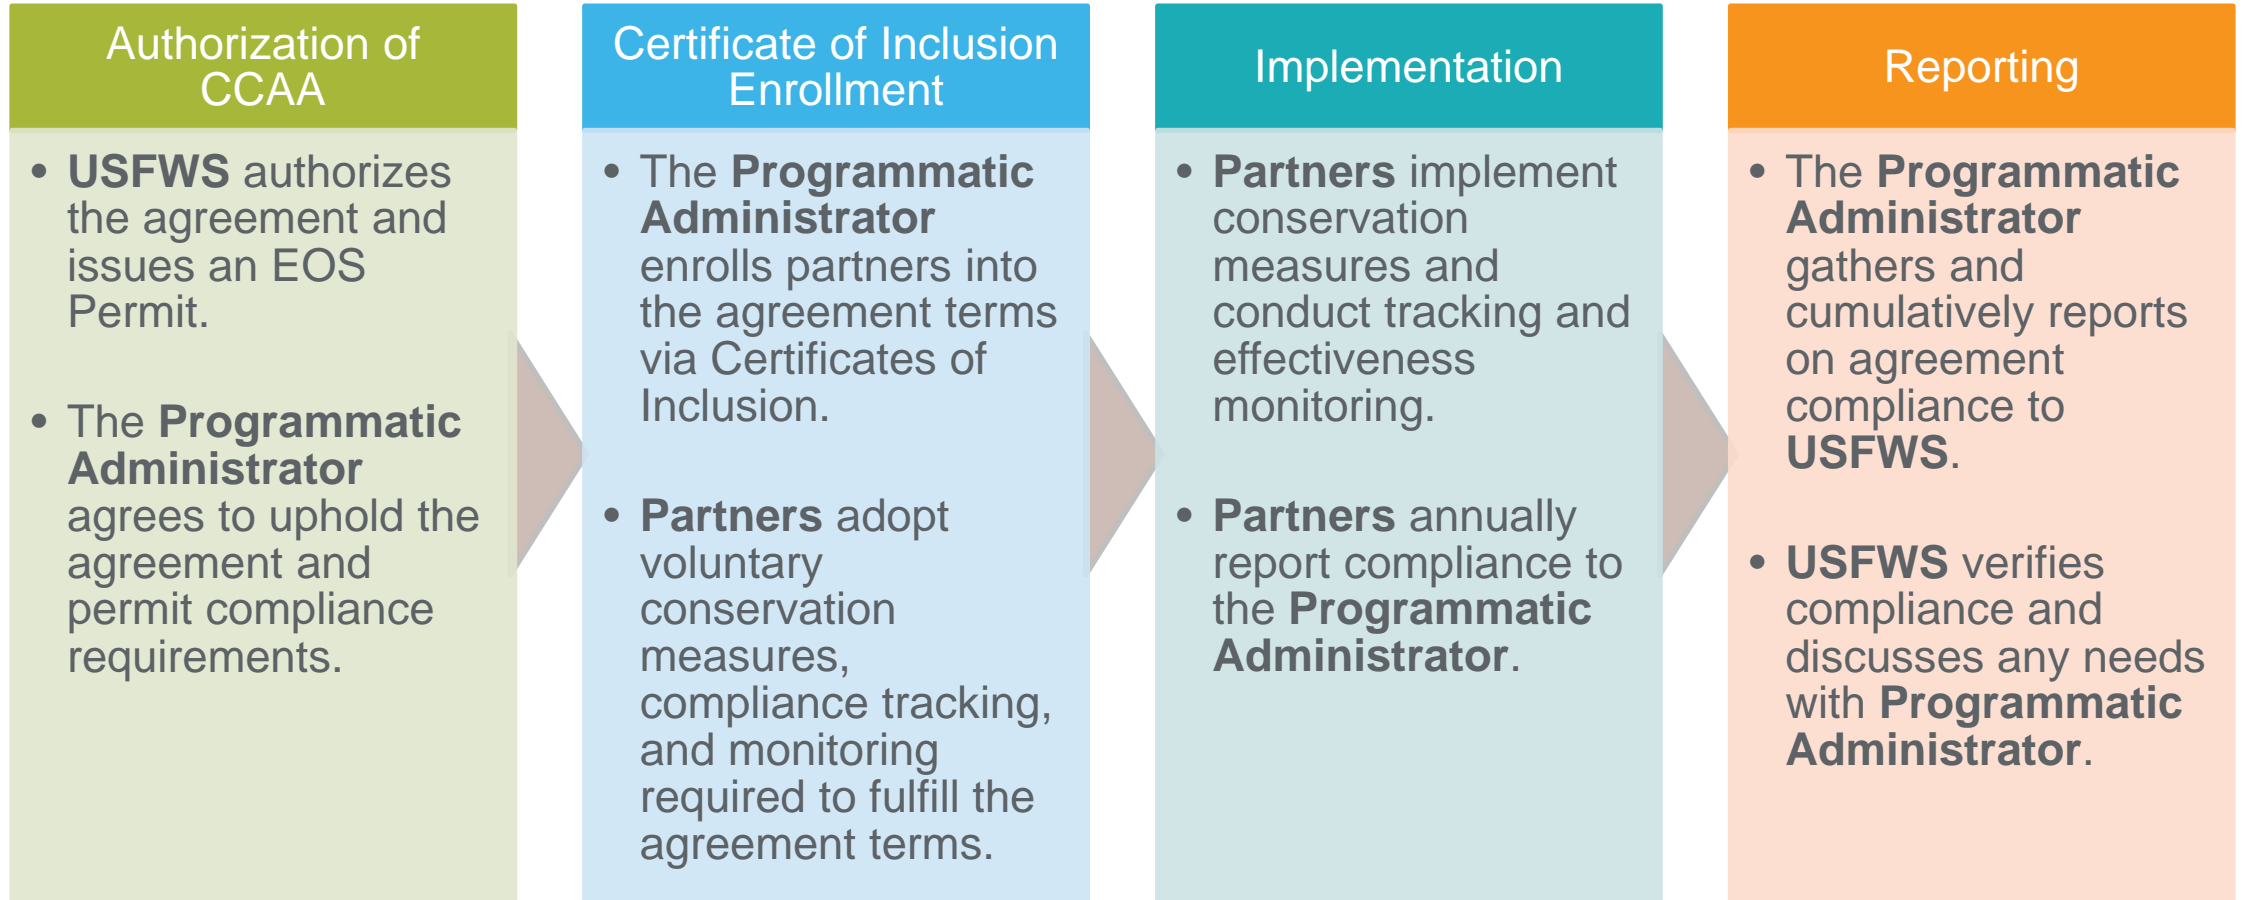 Authorization of
CCAA
• USFWS authorizes
the agreement and
issues an EOS
Permit.
• The Programmatic
Administrator
agrees to uphold the
agreement and
permit compliance
requirements.
Certificate of Inclusion
Enrollment
• The Programmatic
Administrator
enrolls partners into
the agreement terms
via Certificates of
Inclusion.
• Partners adopt
voluntary
conservation
measures,
compliance tracking,
and monitoring
required to fulfill the
agreement terms.
Implementation
• Partners implement
conservation
measures and
conduct tracking and
effectiveness
monitoring.
• Partners annually
report compliance to
the Programmatic
Administrator.
Reporting
• The Programmatic
Administrator
gathers and
cumulatively reports
on agreement
compliance to
USFWS.
• USFWS verifies
compliance and
discusses any needs
with Programmatic
Administrator.